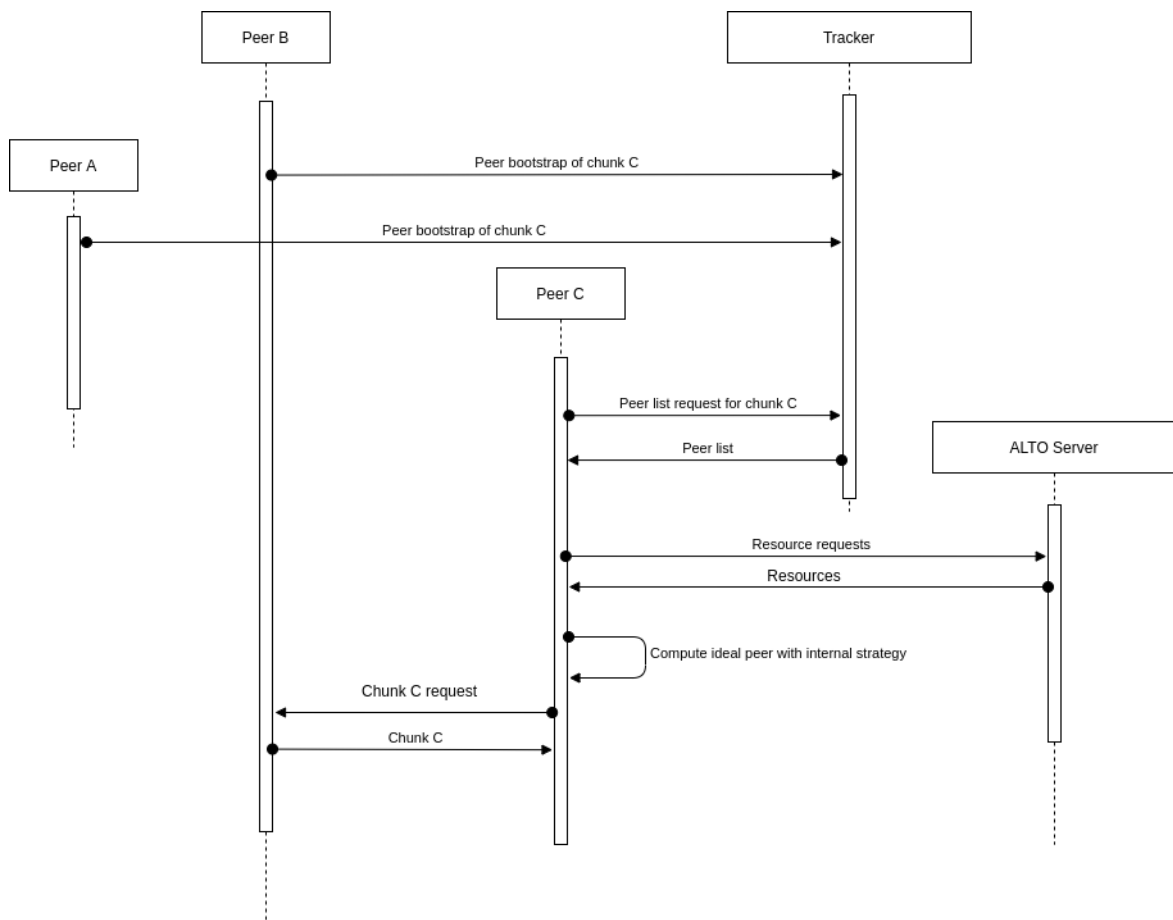 Peer B
Tracker
Peer A
Peer bootstrap of chunk C
Peer bootstrap of chunk C
Peer C
Peer list request for chunk C
Peer list
ALTO Server
Resource requests
Resources
Compute ideal peer with internal strategy
Chunk C request
Chunk C